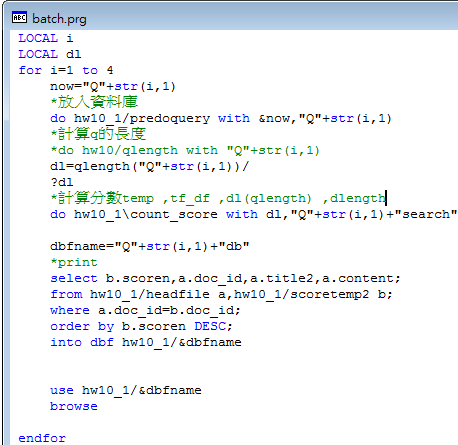 batch.prg
LOCAL i
LOCAL dl
for i=1 to 4
now="Q"+str(i,1)
*放入資料庫
do hw10_1/predoquery with &now,"Q"+str(i,1)
*計算q的長度
*do hw10/qlength with "Q"+str(i,1)
dl=qlength("Q"+str(i,1))/
?dl
*計算分數temp ,tf_df ,dl(qlength) ,dlength
do hw10_1\count_score with dl,"Q"+str(i,1)+"search"
dbfname="Q"+str(i,1)+"db"
*print
select b.scoren,a.doc_id,a.title2,a.content;
from hw10_1/headfile a,hw10_1/scoretemp2 b;
where a.doc_id=b.doc_id;
order by b.scoren DESC;
into dbf hw10_1/&dbfname
use hw10_1/&dbfname
browse
endfor